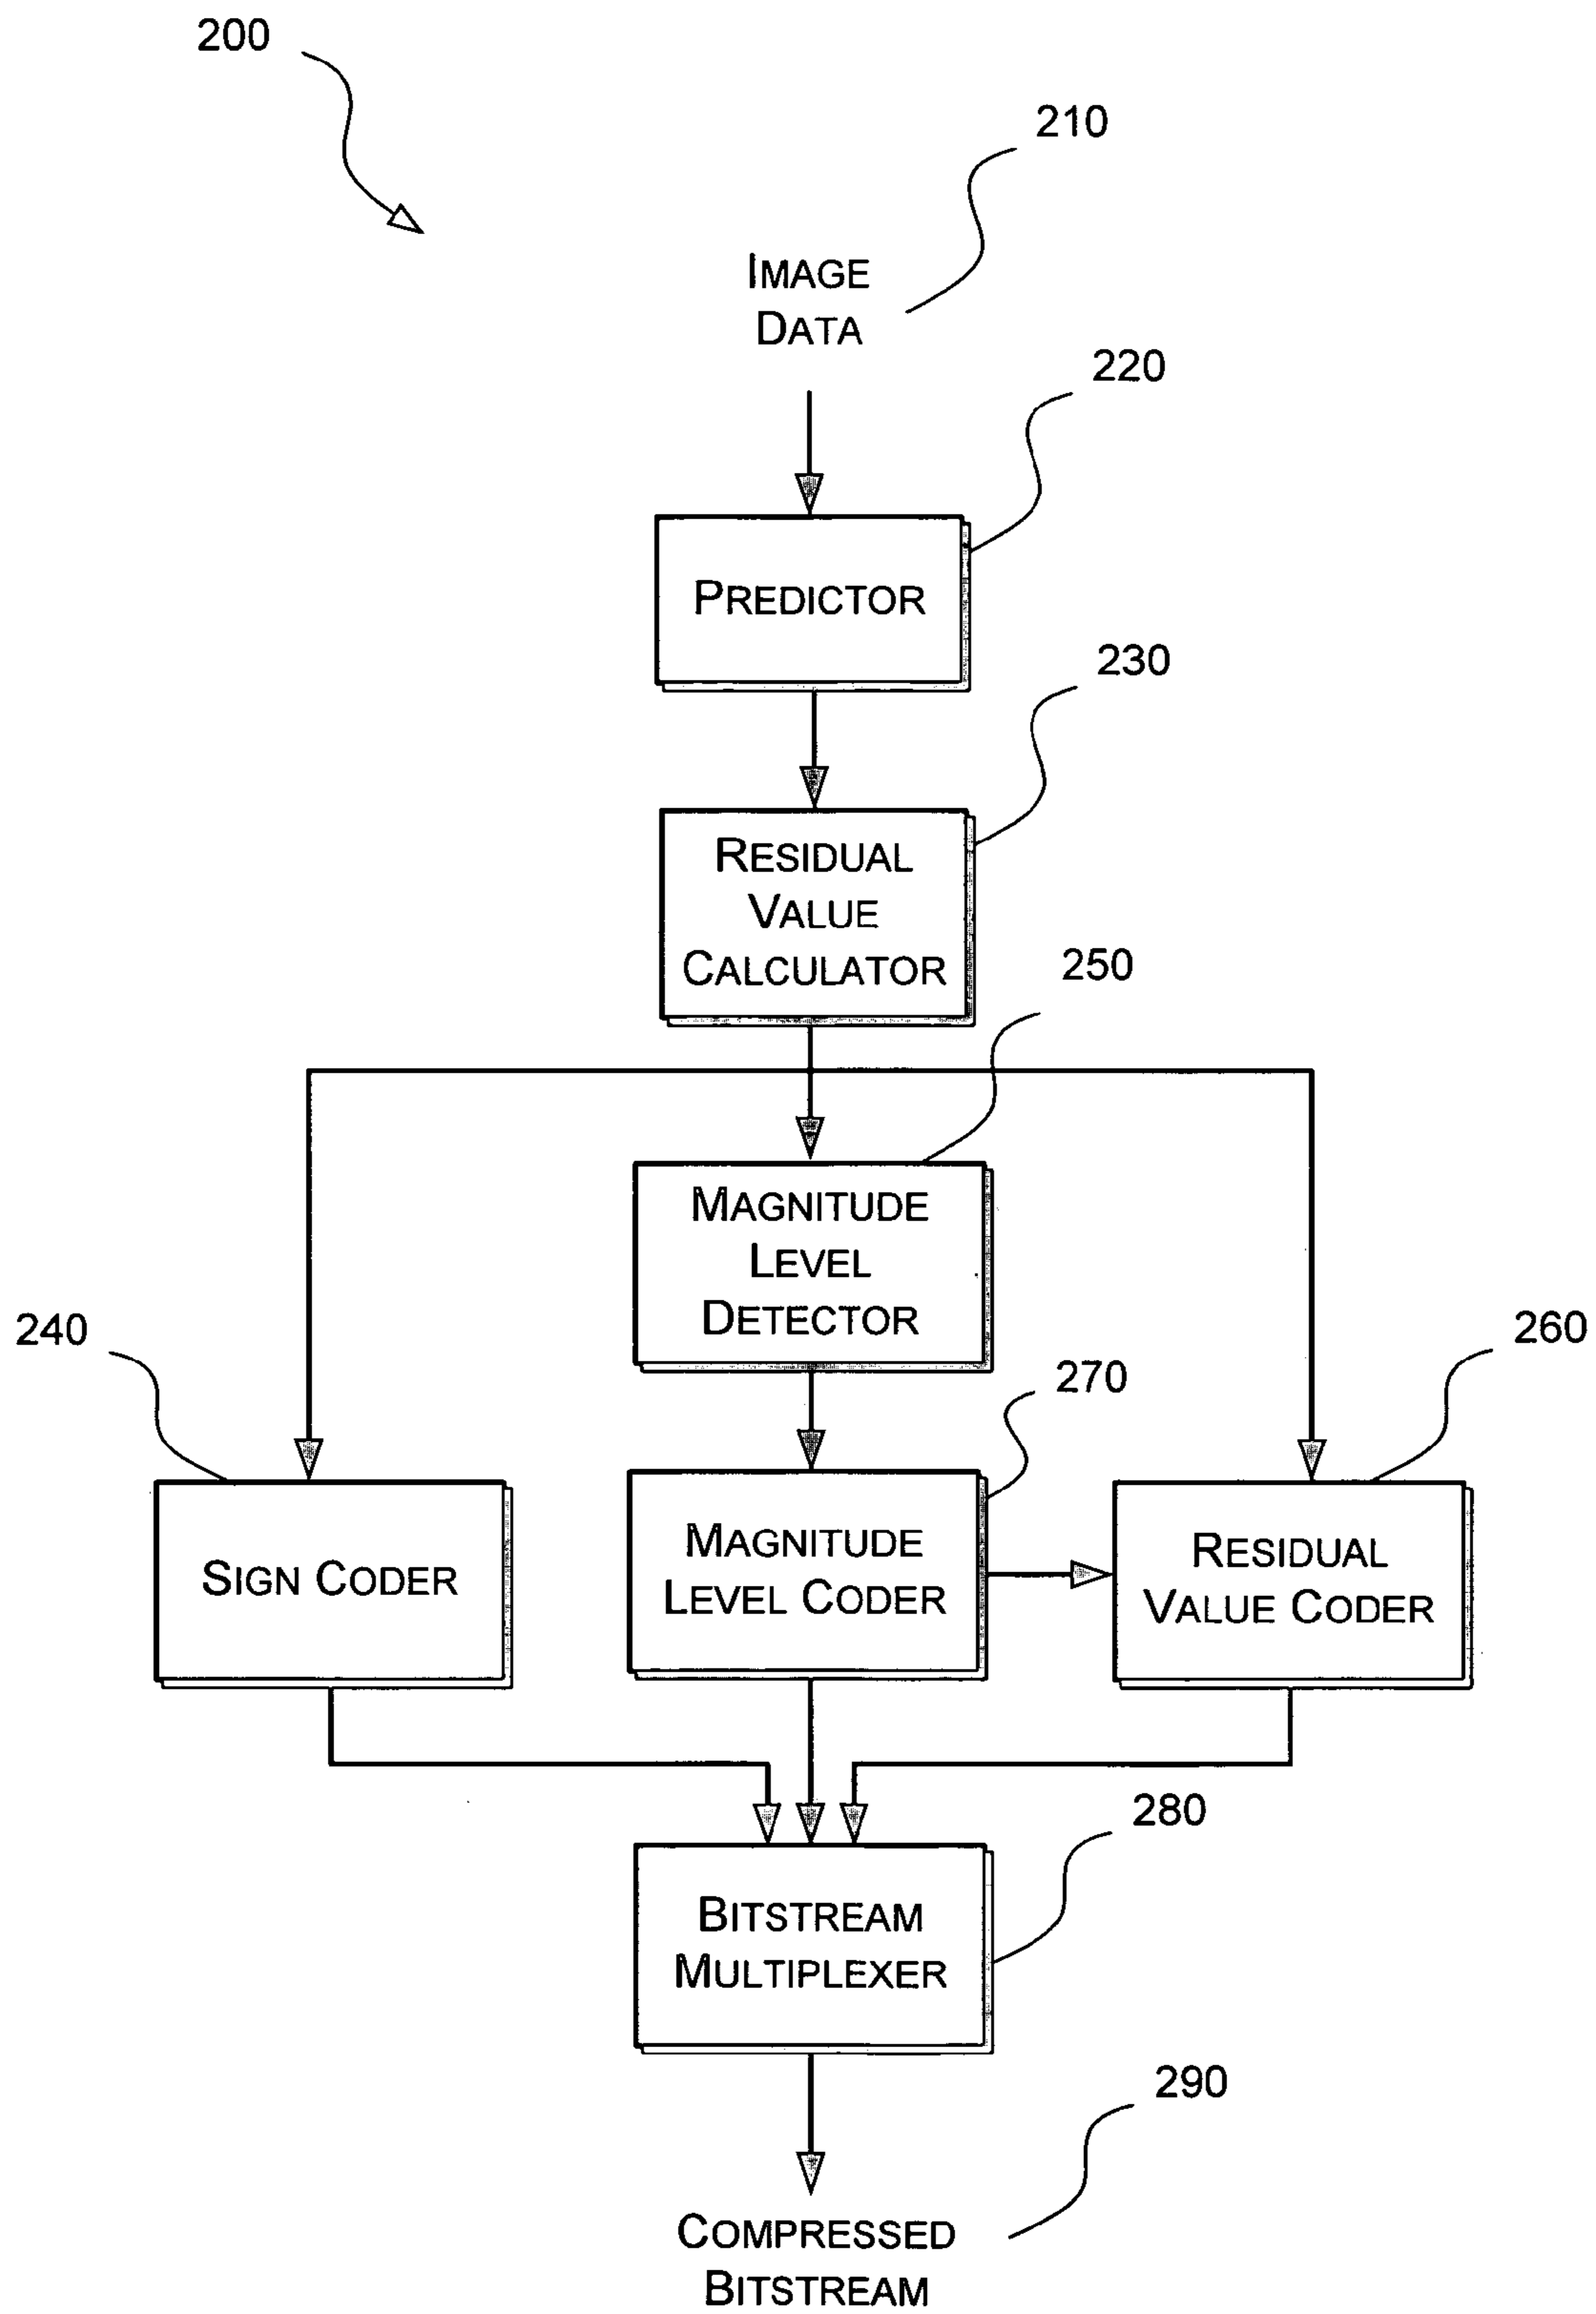 200
210
IMAGE
DATA
220
PREDICTOR
230
RESIDUAL
VALUE
CALCULATOR
250
MAGNITUDE
LEVEL
DETECTOR
240
260
270
SIGN CODER
MAGNITUDE
LEVEL CODER
RESIDUAL
VALUE CODER
280
BITSTREAM
MULTIPLEXER
290
COMPRESSED
BITSTREAM